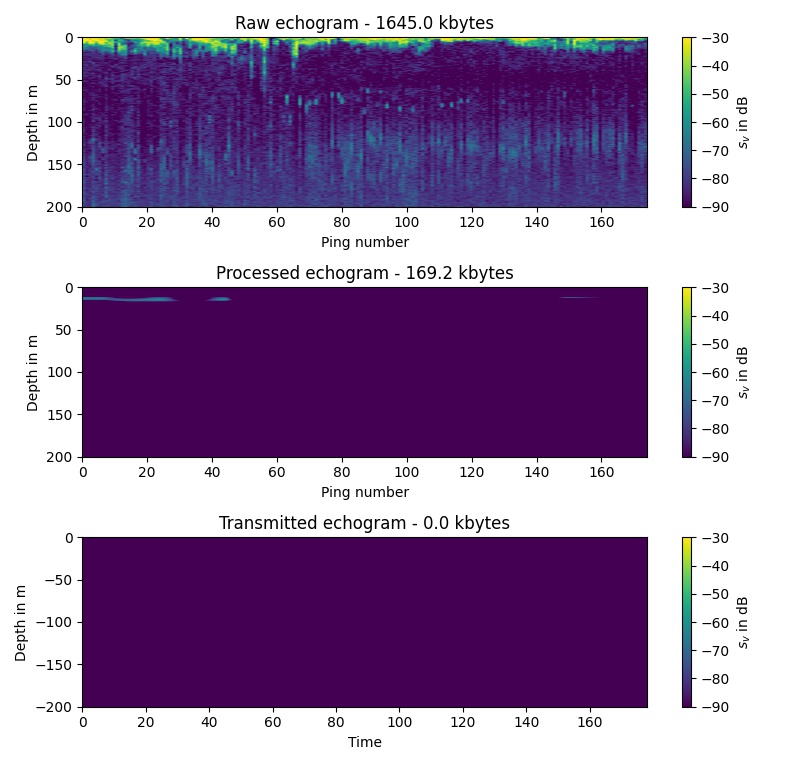 Raw echogram - 1645.0 kbytes
0
50
100
150
200
Depth in m
0 20 40 60 80 100 120 140 160
Ping number
−30
−40
−50
−60
−70
−80
−90
sv in dB
Processed echogram - 169.2 kbytes
0
50
100
150
200
Depth in m
0 20 40 60 80 100 120 140 160
Ping number
−30
−40
−50
−60
−70
−80
−90
sv in dB
Transmitted echogram - 0.0 kbytes
0
−50
−100
−150
−200
Depth in m
0 20 40 60 80 100 120 140 160
Time
−30
−40
−50
−60
−70
−80
−90
sv in dB